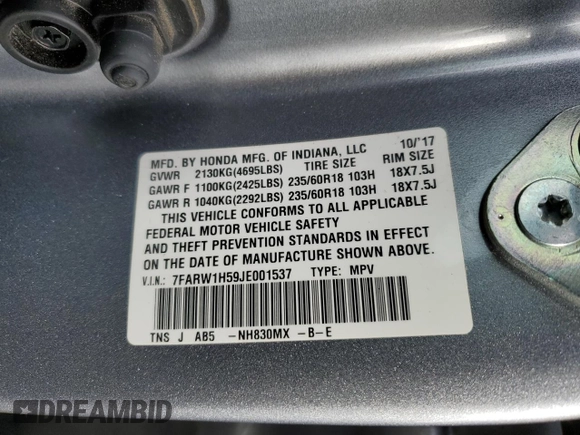 MFD. BY HONDA MFG. OF INDIANA, LLC 10/'17
GVWR 2130KG(4695LBS) TIRE SIZE RIM SIZE
GAWR F 1100KG(2425LBS) 235/60R18 103H 18X7.5J
GAWR R 1040KG(2292LBS) 235/60R18 103H 18X7.5J
THIS VEHICLE CONFORMS TO ALL APPLICABLE
FEDERAL MOTOR VEHICLE SAFETY
AND THEFT PREVENTION STANDARDS IN EFFECT
ON THE DATE OF MANUFACTURE SHOWN ABOVE.
V.I.N.: 7FARW1H59JE001537 TYPE: MPV
TNS J AB5 -NH830MX -B-E
DREAMBID